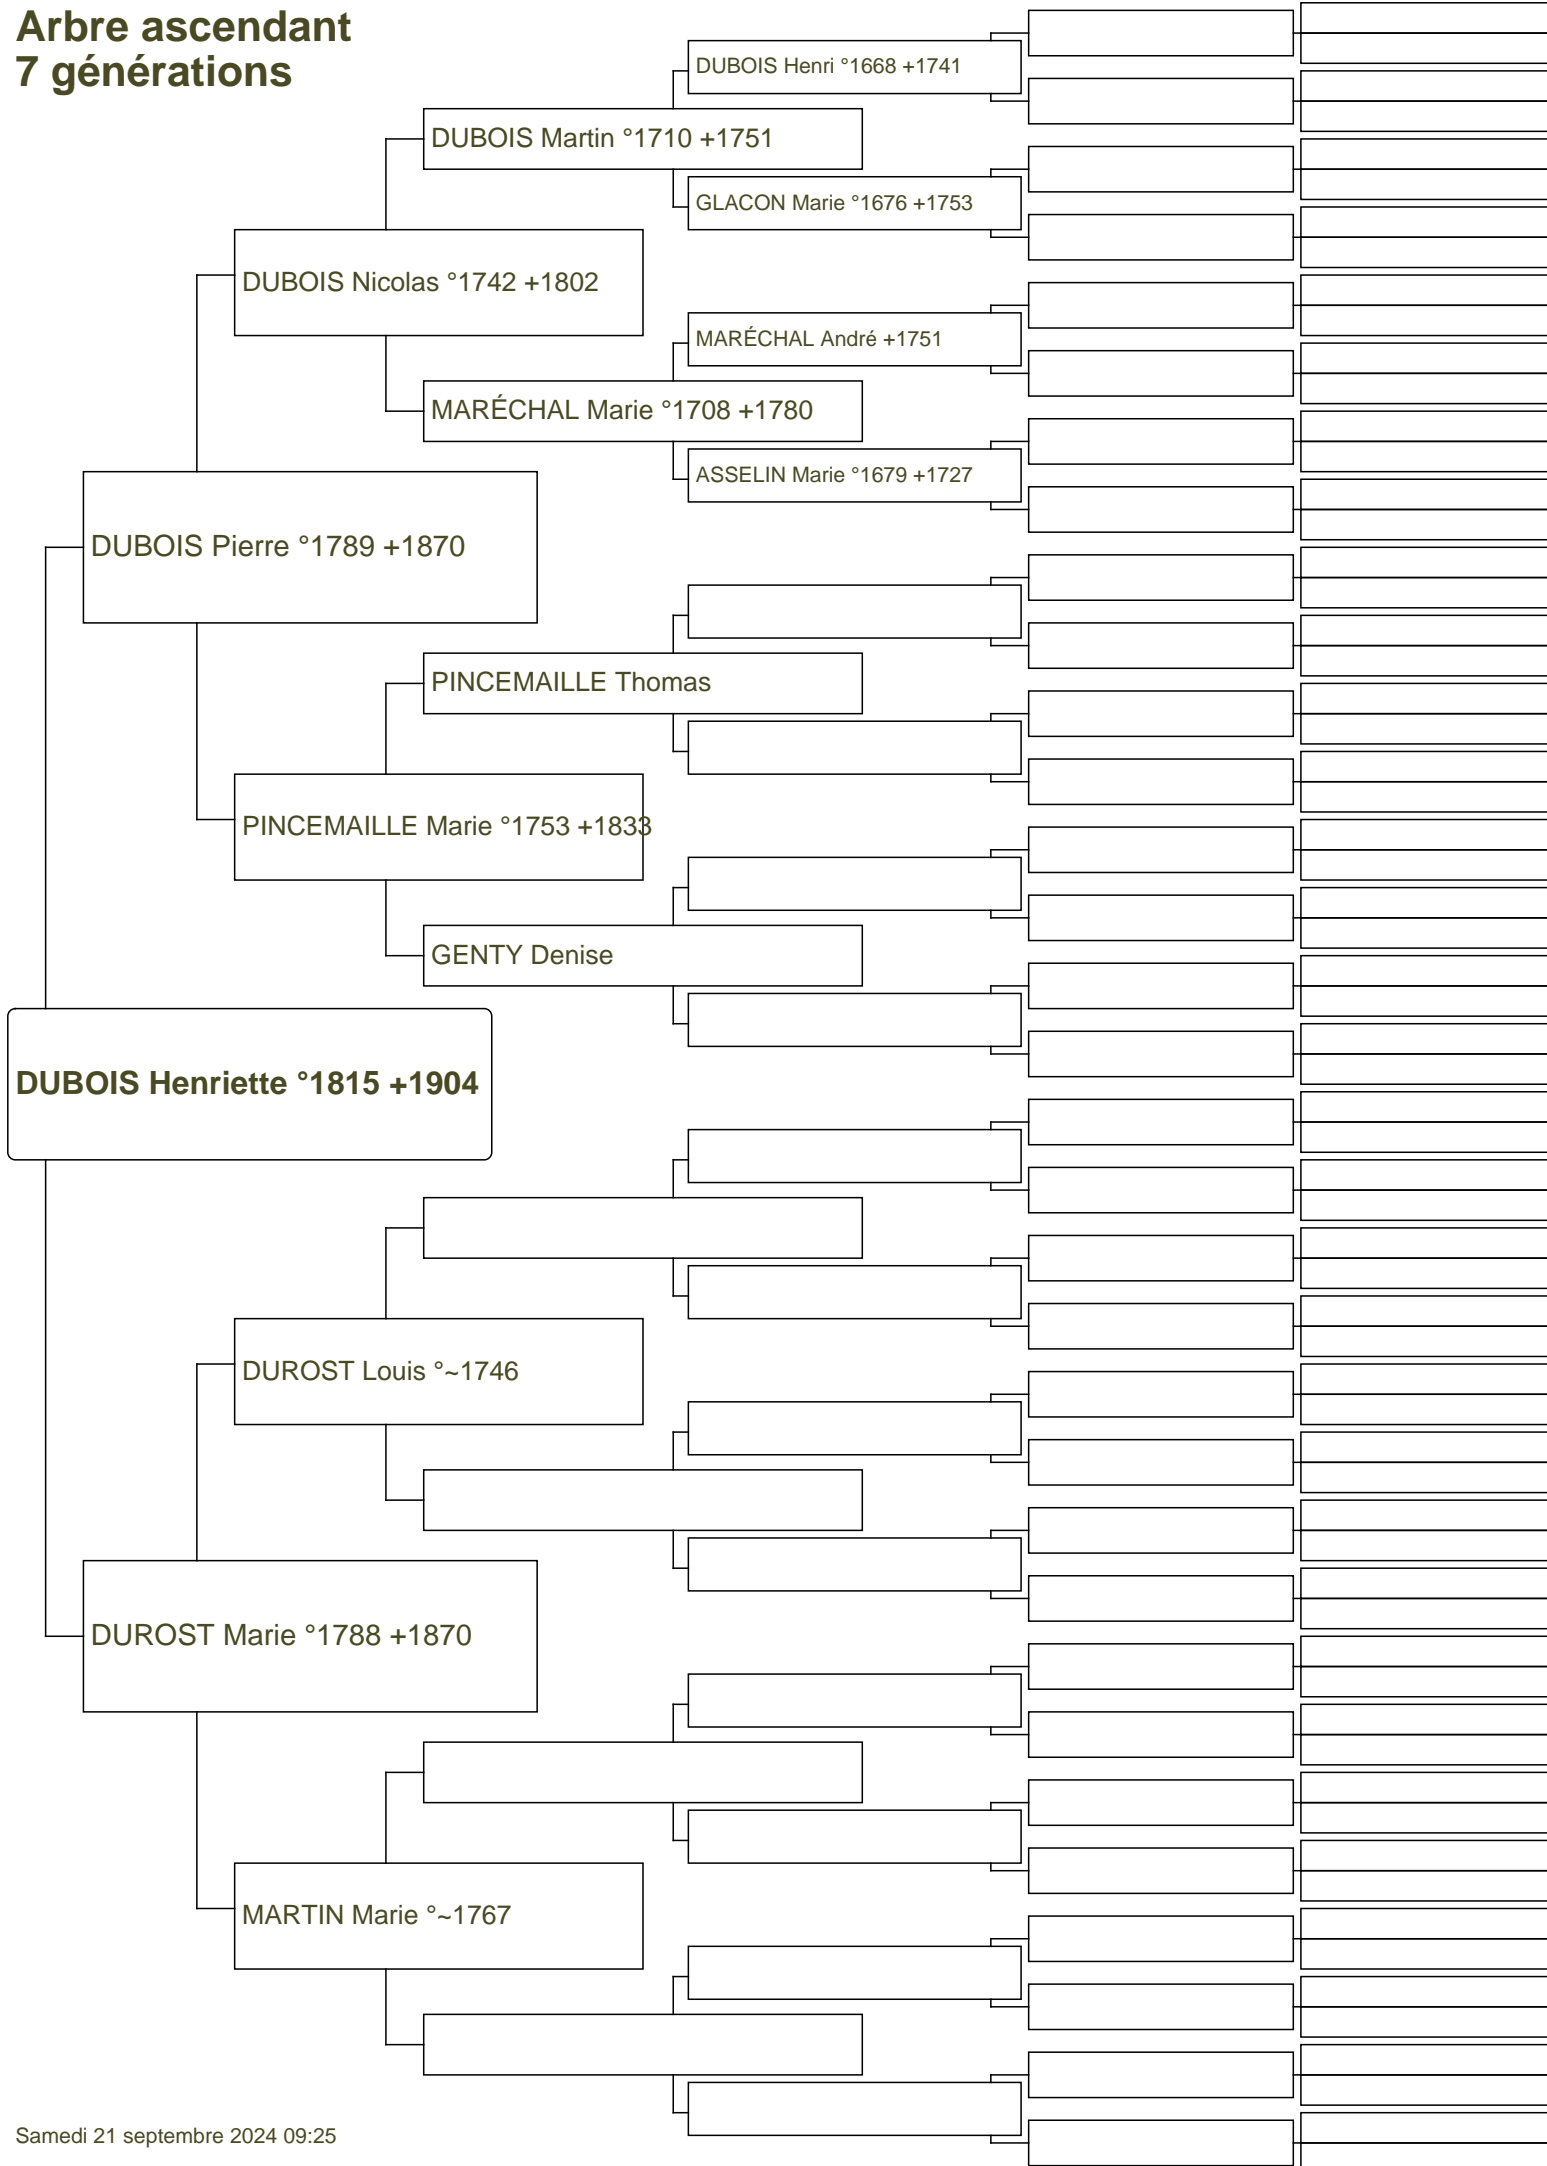 Arbre ascendant
7 générations
DUBOIS Henri °1668 +1741
DUBOIS Martin °1710 +1751
GLACON Marie °1676 +1753
DUBOIS Nicolas °1742 +1802
MARÉCHAL André +1751
MARÉCHAL Marie °1708 +1780
ASSELIN Marie °1679 +1727
DUBOIS Pierre °1789 +1870
PINCEMAILLE Thomas
PINCEMAILLE Marie °1753 +1833
GENTY Denise
DUBOIS Henriette °1815 +1904
DUROST Louis °~1746
DUROST Marie °1788 +1870
MARTIN Marie °~1767
Samedi 21 septembre 2024 09:25